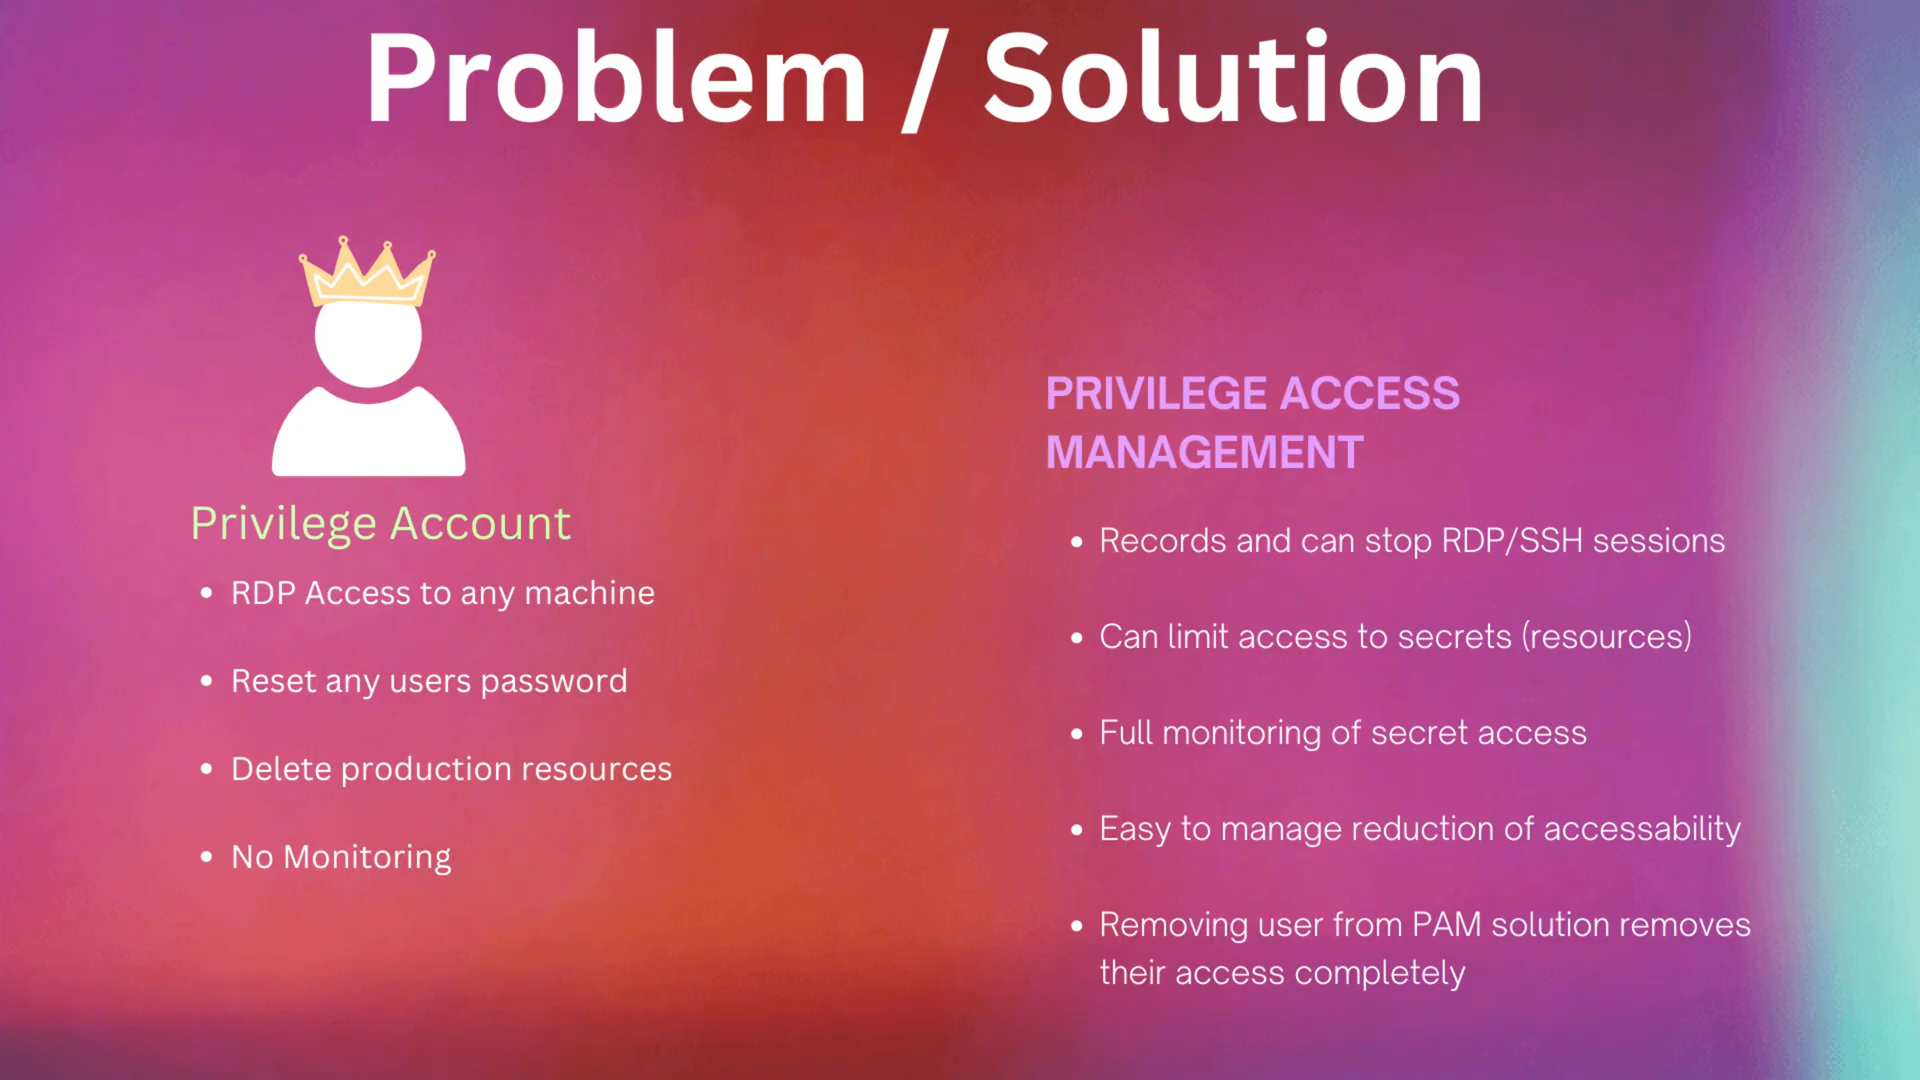 Problem / Solution
Privilege Account
• RDP Access to any machine
• Reset any users password
• Delete production resources
• No Monitoring
PRIVILEGE ACCESS
MANAGEMENT
• Records and can stop RDP/SSH sessions
• Can limit access to secrets (resources)
• Full monitoring of secret access
• Easy to manage reduction of accessability
• Removing user from PAM solution removes
their access completely